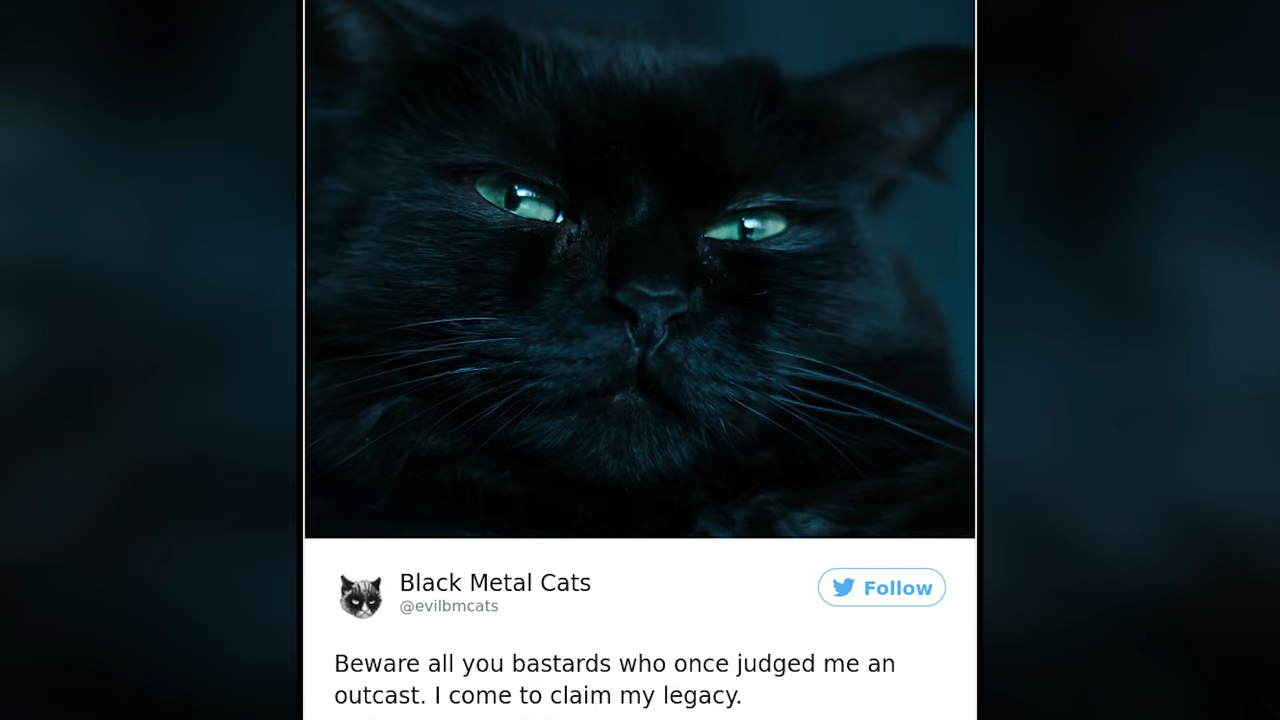 Black Metal Cats
@evilbmcats
Follow
Beware all you bastards who once judged me an
outcast. I come to claim my legacy.